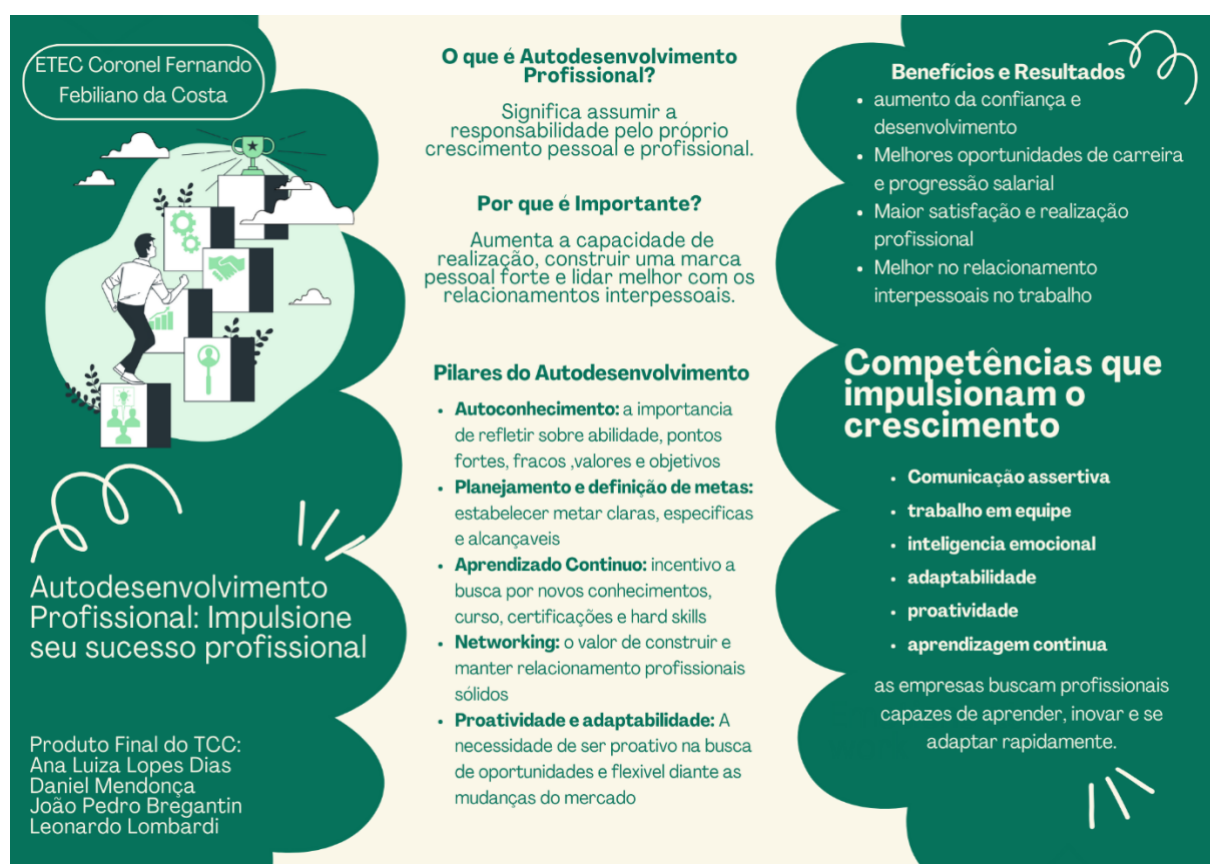 ETEC Coronel Fernando
Febiliano da Costa
Autodesenvolvimento
Profissional: Impulsione
seu sucesso profissional
Produto Final do TCC:
Ana Luiza Lopes Dias
Daniel Mendonça
João Pedro Bregantin
Leonardo Lombardi
O que é Autodesenvolvimento
Profissional?
Significa assumir a
responsabilidade pelo próprio
crescimento pessoal e profissional.
Por que é Importante?
Aumenta a capacidade de
realização, construir uma marca
pessoal forte e lidar melhor com os
relacionamentos interpessoais.
Pilares do Autodesenvolvimento
• Autoconhecimento: a importancia
de refletir sobre abilidade, pontos
fortes, fracos ,valores e objetivos
• Planejamento e definição de metas:
estabelecer metar claras, especificas
e alcançaveis
• Aprendizado Continuo: incentivo a
busca por novos conhecimentos,
curso, certificações e hard skills
• Networking: o valor de construir e
manter relacionamento profissionais
sólidos
• Proatividade e adaptabilidade: A
necessidade de ser proativo na busca
de oportunidades e flexivel diante as
mudanças do mercado
Benefícios e Resultados
• aumento da confiança e
desenvolvimento
• Melhores oportunidades de carreira
e progressão salarial
• Maior satisfação e realização
profissional
• Melhor no relacionamento
interpessoais no trabalho
Competências que
impulsionam o
crescimento
• Comunicação assertiva
• trabalho em equipe
• inteligencia emocional
• adaptabilidade
• proatividade
• aprendizagem continua
as empresas buscam profissionais
capazes de aprender, inovar e se
adaptar rapidamente.